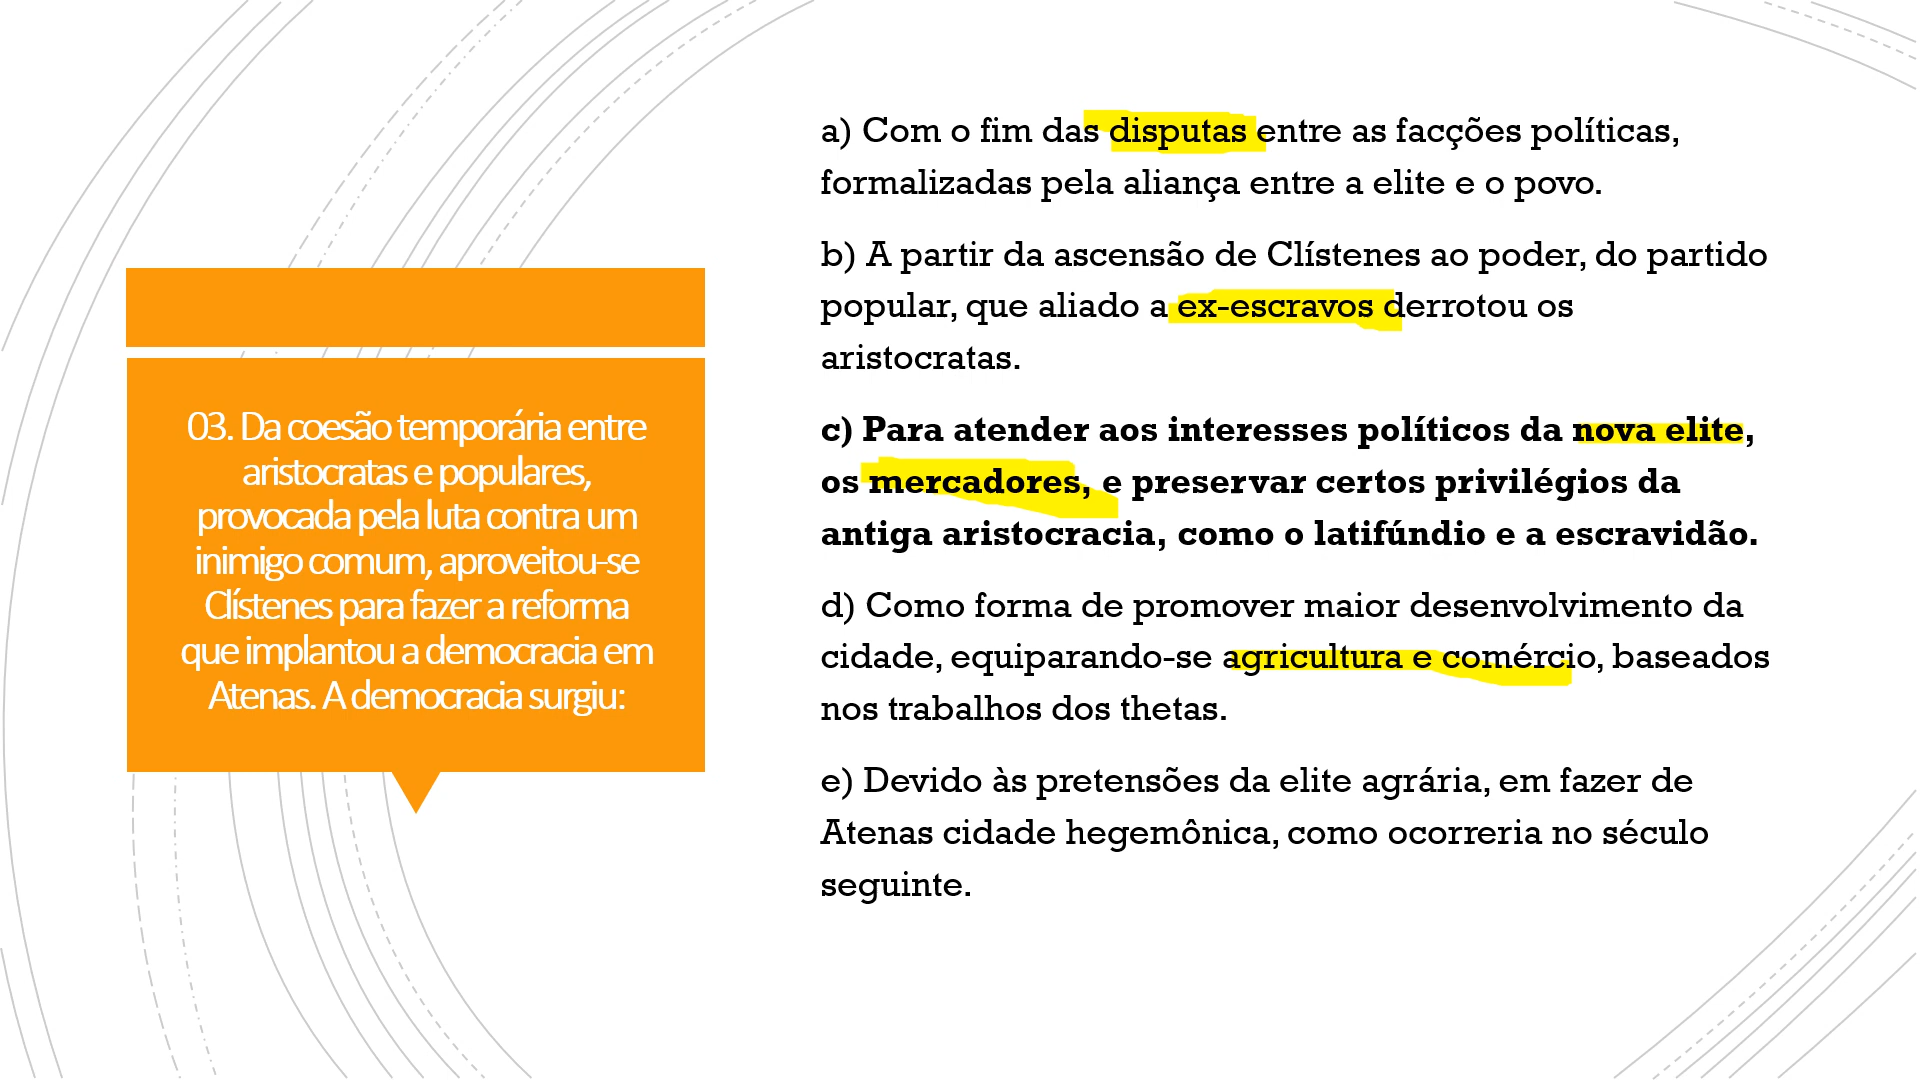 03. Da coesão temporária entre
aristocratas e populares,
provocada pela luta contra um
inimigo comum, aproveitou-se
Clístenes para fazer a reforma
que implantou a democracia em
Atenas. A democracia surgiu:
a) Com o fim das disputas entre as facções políticas,
formalizadas pela aliança entre a elite e o povo.
b) A partir da ascensão de Clístenes ao poder, do partido
popular, que aliado a ex-escravos derrotou os
aristocratas.
c) Para atender aos interesses políticos da nova elite,
os mercadores, e preservar certos privilégios da
antiga aristocracia, como o latifúndio e a escravidão.
d) Como forma de promover maior desenvolvimento da
cidade, equiparando-se agricultura e comércio, baseados
nos trabalhos dos thetas.
e) Devido às pretensões da elite agrária, em fazer de
Atenas cidade hegemônica, como ocorreria no século
seguinte.